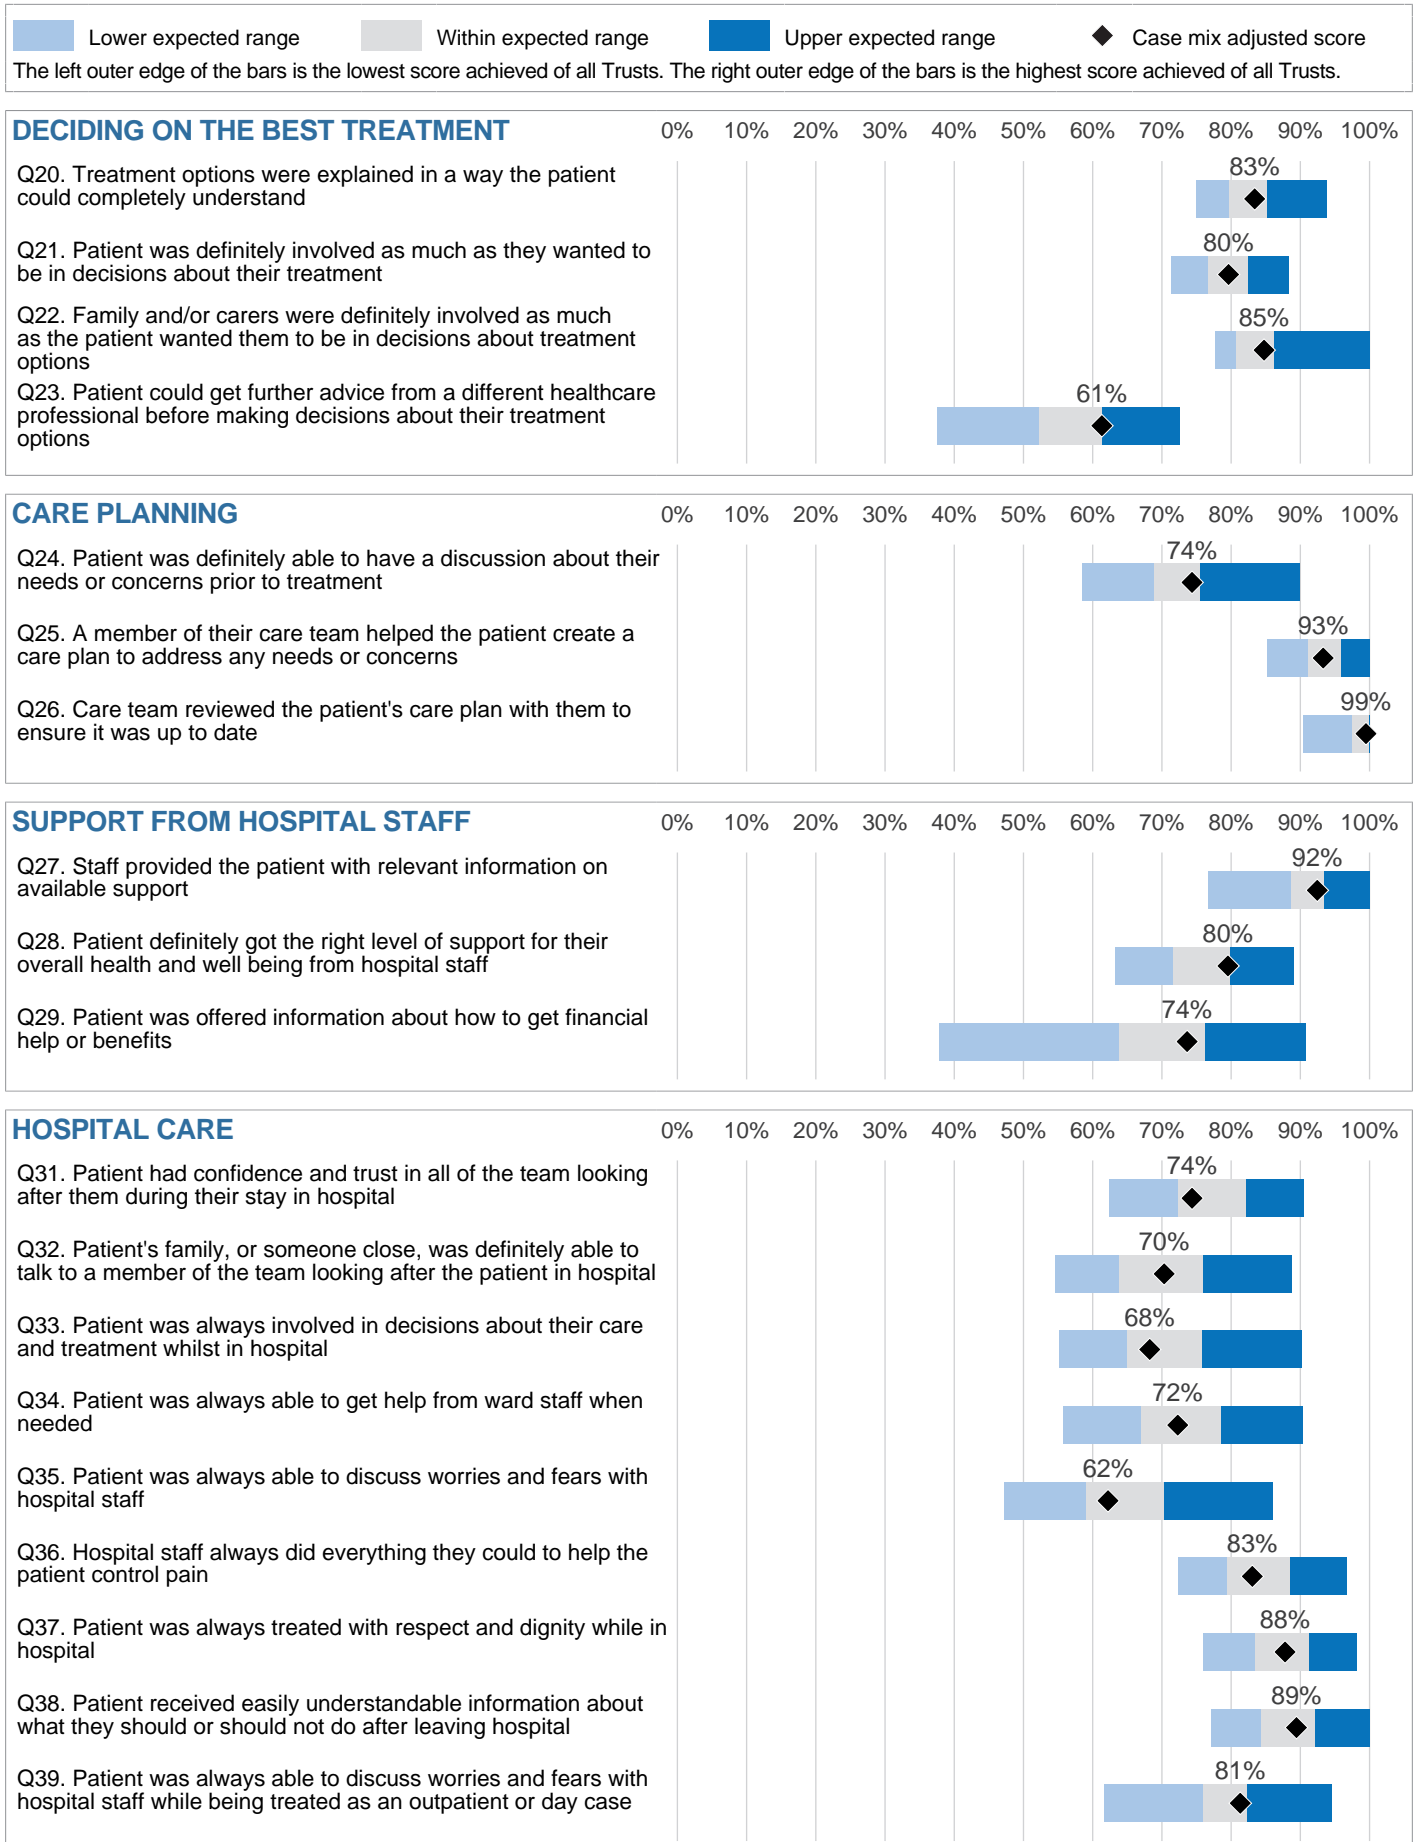 Lower expected range Within expected range Upper expected range Case mix adjusted score
The left outer edge of the bars is the lowest score achieved of all Trusts. The right outer edge of the bars is the highest score achieved of all Trusts.
DECIDING ON THE BEST TREATMENT 0% 10% 20% 30% 40% 50% 60% 70% 80% 90% 100%
Q20. Treatment options were explained in a way the patient
could completely understand
83%
Q21. Patient was definitely involved as much as they wanted to
be in decisions about their treatment
80%
Q22. Family and/or carers were definitely involved as much
as the patient wanted them to be in decisions about treatment
options
85%
Q23. Patient could get further advice from a different healthcare
professional before making decisions about their treatment
options
61%
CARE PLANNING 0% 10% 20% 30% 40% 50% 60% 70% 80% 90% 100%
Q24. Patient was definitely able to have a discussion about their
needs or concerns prior to treatment
74%
Q25. A member of their care team helped the patient create a
care plan to address any needs or concerns
93%
Q26. Care team reviewed the patient's care plan with them to
ensure it was up to date
99%
SUPPORT FROM HOSPITAL STAFF 0% 10% 20% 30% 40% 50% 60% 70% 80% 90% 100%
Q27. Staff provided the patient with relevant information on
available support
92%
Q28. Patient definitely got the right level of support for their
overall health and well being from hospital staff
80%
Q29. Patient was offered information about how to get financial
help or benefits
74%
HOSPITAL CARE 0% 10% 20% 30% 40% 50% 60% 70% 80% 90% 100%
Q31. Patient had confidence and trust in all of the team looking
after them during their stay in hospital
74%
Q32. Patient's family, or someone close, was definitely able to
talk to a member of the team looking after the patient in hospital
70%
Q33. Patient was always involved in decisions about their care
and treatment whilst in hospital
68%
Q34. Patient was always able to get help from ward staff when
needed
72%
Q35. Patient was always able to discuss worries and fears with
hospital staff
62%
Q36. Hospital staff always did everything they could to help the
patient control pain
83%
Q37. Patient was always treated with respect and dignity while in
hospital
88%
Q38. Patient received easily understandable information about
what they should or should not do after leaving hospital
89%
Q39. Patient was always able to discuss worries and fears with
hospital staff while being treated as an outpatient or day case
81%